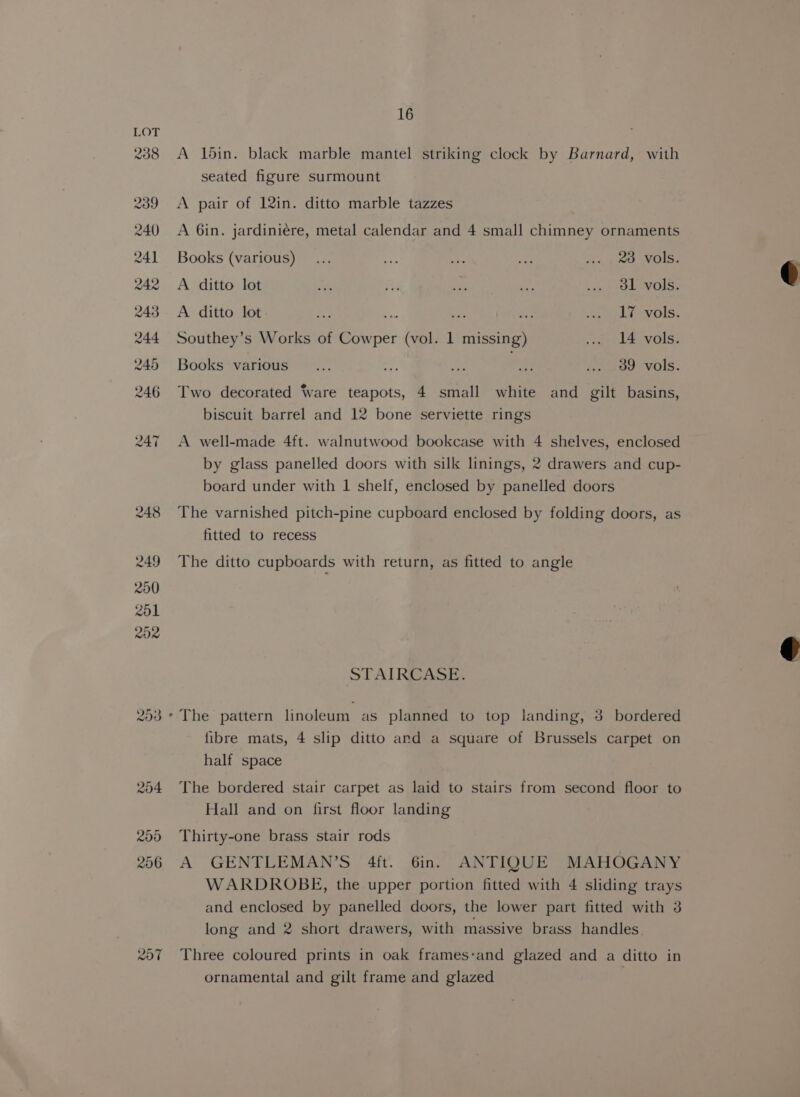 16
LOT
238 A 15in. black marble mantel striking clock by Barnard, with
seated figure surmount
239 A pair of 12in. ditto marble tazzes
240 A 6in. jardiniére, metal calendar and 4 small chimney ornaments
241 Books (various) ... ... ... ... ... 23 vols.
242 A ditto lot ... ... ... ... ... 31 vols.
243 A ditto lot ... ... ... ... ... 17 vols.
244 Southey's Works of Cowper (vol. 1 missing) ... 14 vols.
245 Books various ... ... ... ... ... 39 vols.
246 Two decorated ware teapots, 4 small white and gilt basins,
biscuit barrel and 12 bone serviette rings
247 A well-made 4ft. walnutwood bookcase with 4 shelves, enclosed
by glass panelled doors with silk linings, 2 drawers and cup-
board under with 1 shelf, enclosed by panelled doors
248 The varnished pitch-pine cupboard enclosed by folding doors, as
fitted to recess
249 The ditto cupboards with return, as fitted to angle
250
251
252
STAIRCASE.
253 The pattern linoleum as planned to top landing, 3 bordered
fibre mats, 4 slip ditto and a square of Brussels carpet on
half space
254 The bordered stair carpet as laid to stairs from second floor to
Hall and on first floor landing
255 Thirty-one brass stair rods
256 A GENTLEMAN'S 4ft. 6in. ANTIQUE MAHOGANY
WARDROBE, the upper portion fitted with 4 sliding trays
and enclosed by panelled doors, the lower part fitted with 3
long and 2 short drawers, with massive brass handles
257 Three coloured prints in oak frames and glazed and a ditto in
ornamental and gilt frame and glazed